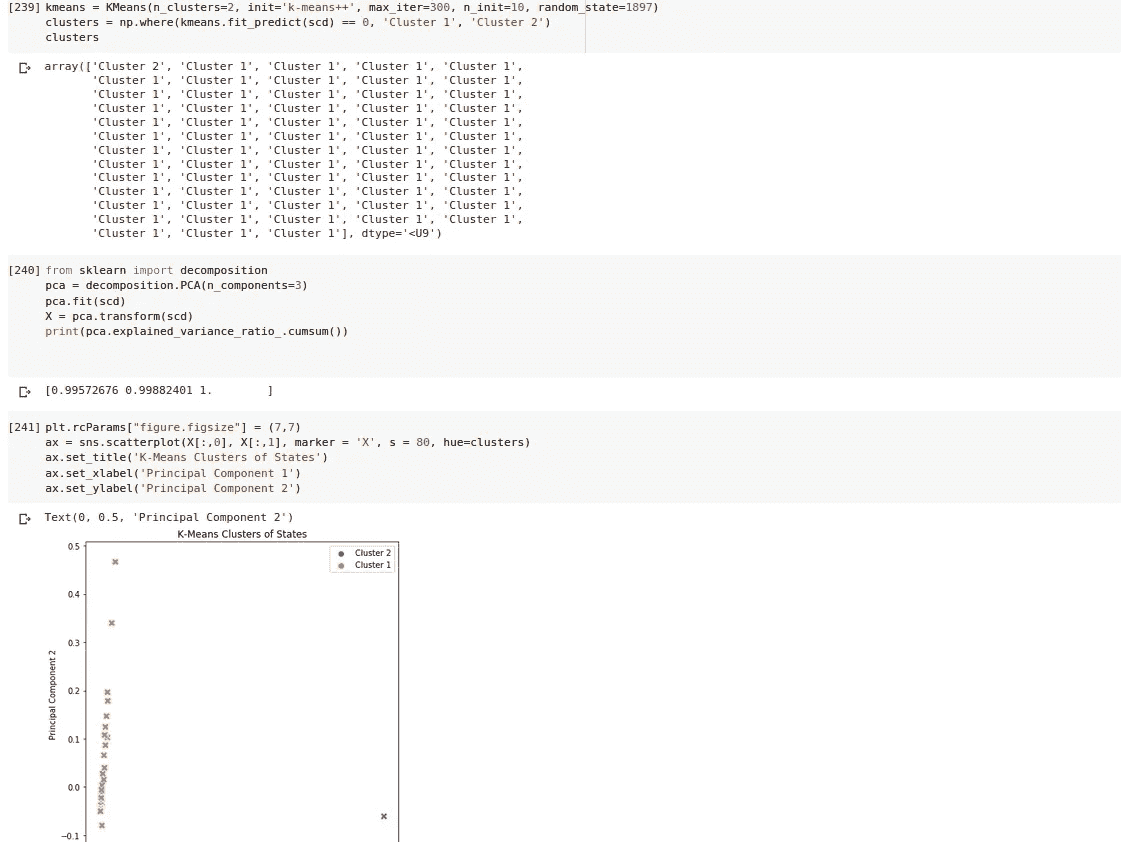 [239] kmeans = KMeans(n_clusters=2, init='k-means++', max_iter=300, n_init=10, random_state=1897)
clusters = np.where(kmeans.fit_predict(scd) == 0, 'Cluster 1', 'Cluster 2')
clusters
array(['Cluster 2', 'Cluster 1', 'Cluster 1', 'Cluster 1', 'Cluster 1',
'Cluster 1', 'Cluster 1', 'Cluster 1', 'Cluster 1', 'Cluster 1',
'Cluster 1', 'Cluster 1', 'Cluster 1', 'Cluster 1', 'Cluster 1',
'Cluster 1', 'Cluster 1', 'Cluster 1', 'Cluster 1', 'Cluster 1',
'Cluster 1', 'Cluster 1', 'Cluster 1', 'Cluster 1', 'Cluster 1',
'Cluster 1', 'Cluster 1', 'Cluster 1', 'Cluster 1', 'Cluster 1',
'Cluster 1', 'Cluster 1', 'Cluster 1', 'Cluster 1', 'Cluster 1',
'Cluster 1', 'Cluster 1', 'Cluster 1', 'Cluster 1', 'Cluster 1',
'Cluster 1', 'Cluster 1', 'Cluster 1', 'Cluster 1', 'Cluster 1',
'Cluster 1', 'Cluster 1', 'Cluster 1', 'Cluster 1', 'Cluster 1',
'Cluster 1', 'Cluster 1', 'Cluster 1', 'Cluster 1', 'Cluster 1',
'Cluster 1', 'Cluster 1', 'Cluster 1', 'Cluster 1', 'Cluster 1',
'Cluster 1', 'Cluster 1', 'Cluster 1'], dtype='<U9')
[240] from sklearn import decomposition
pca = decomposition.PCA(n_components=3)
pca.fit(scd)
X = pca.transform(scd)
print(pca.explained_variance_ratio_.cumsum())
[0.99572676 0.99882401 1.        ]
[241] plt.rcParams["figure.figsize"] = (7,7)
ax = sns.scatterplot(X[:,0], X[:,1], marker = 'X', s = 80, hue=clusters)
ax.set_title('K-Means Clusters of States')
ax.set_xlabel('Principal Component 1')
ax.set_ylabel('Principal Component 2')
Text(0, 0.5, 'Principal Component 2')
K-Means Clusters of States
Cluster 2
Cluster 1
0.5
0.4
0.3
0.2
0.1
0.0
−0.1
Principal Component 2